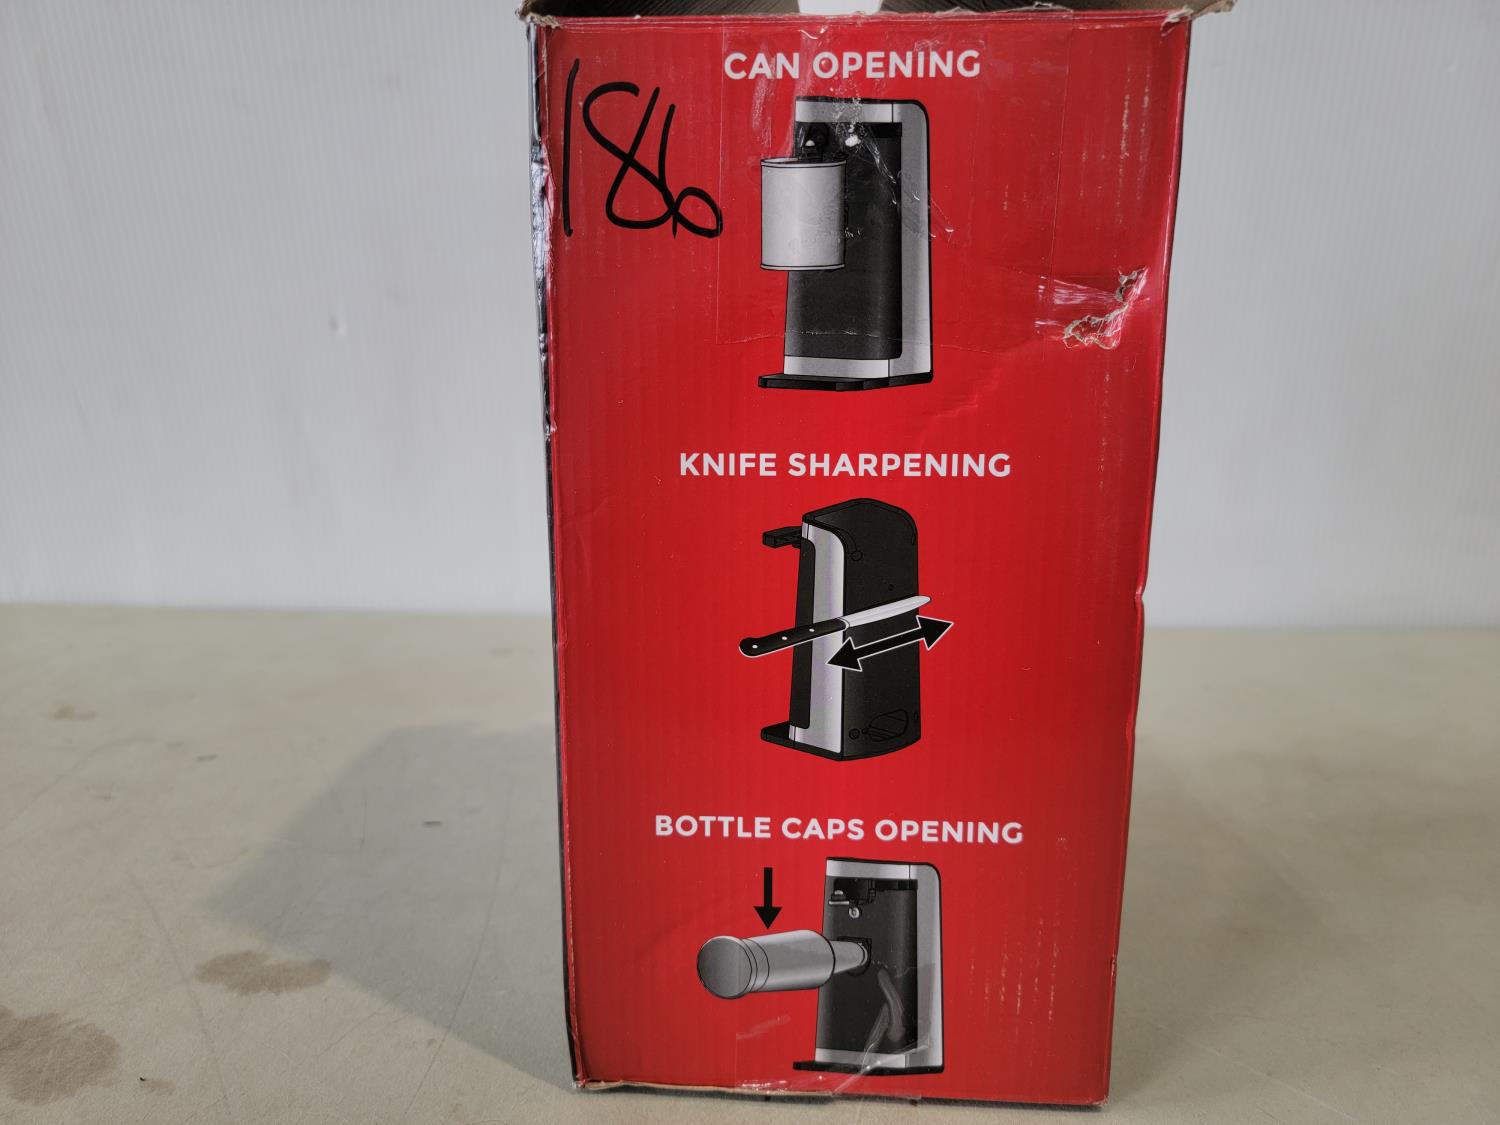 CAN OPENING
186
KNIFE SHARPENING
BOTTLE CAPS OPENING